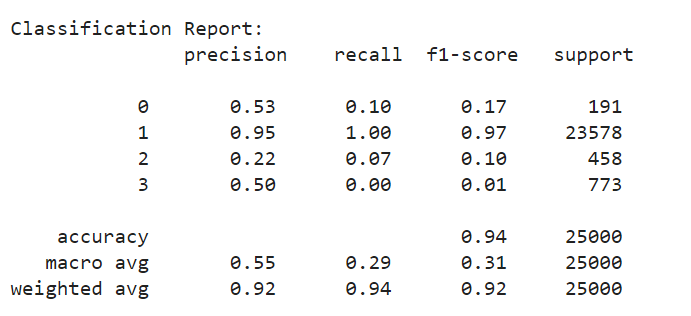 Classification Report:
precision recall f1-score support
0 0.53 0.10 0.17 191
1 0.95 1.00 0.97 23578
2 0.22 0.07 0.10 458
3 0.50 0.00 0.01 773
accuracy 0.94 25000
macro avg 0.55 0.29 0.31 25000
weighted avg 0.92 0.94 0.92 25000